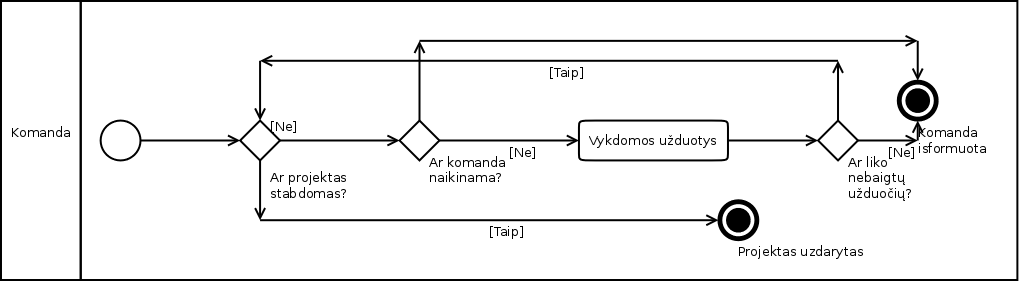 Komanda
[Taip]
[Ne]
Ar projektas
stabdomas?
Ar komanda
naikinama?
[Ne]
Vykdomos užduotys
Ar liko
nebaigtų
užduočių?
[Ne]
Komanda
isformuota
[Taip]
Projektas uzdarytas